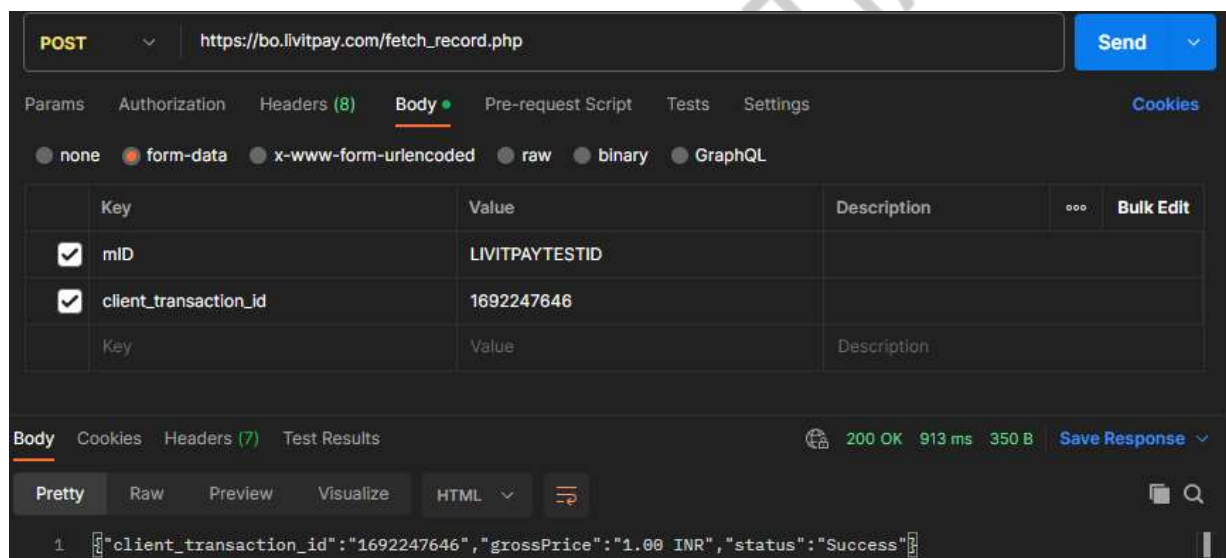 POST https://bo.livitpay.com/fetch_record.php Send
Params Authorization Headers (8) Body Pre-request Script Tests Settings Cookies
none form-data x-www-form-urlencoded raw binary GraphQL
Key Value Description ooo Bulk Edit
mID LIVITPAYTESTID
client_transaction_id 1692247646
Key Value Description
Body Cookies Headers (7) Test Results 200 OK 913 ms 350 B Save Response
Pretty Raw Preview Visualize HTML
1 {"client_transaction_id":"1692247646","grossPrice":"1.00 INR","status":"Success"}